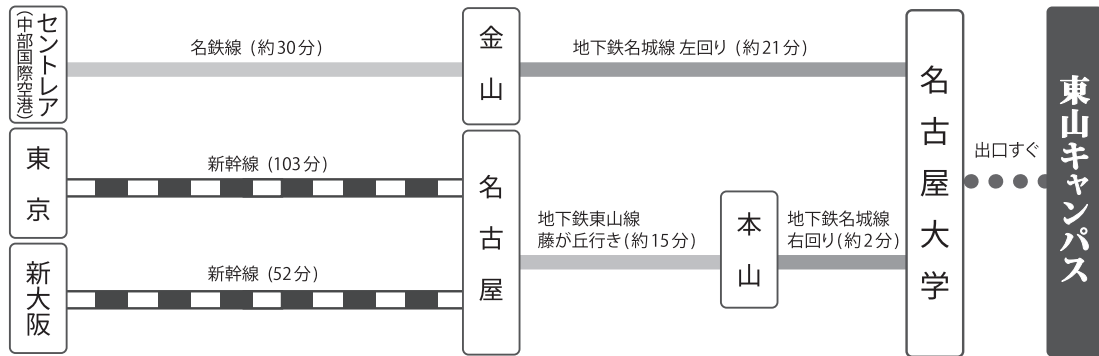 セントレア
(中部国際空港)
名鉄線 (約30分)
金山
地下鉄名城線 左回り (約21分)
東京
新幹線 (103分)
新大阪
新幹線 (52分)
名古屋
地下鉄東山線
藤が丘行き(約15分)
本山
地下鉄名城線
右回り(約2分)
名古屋大学
出口すぐ
東山キャンパス